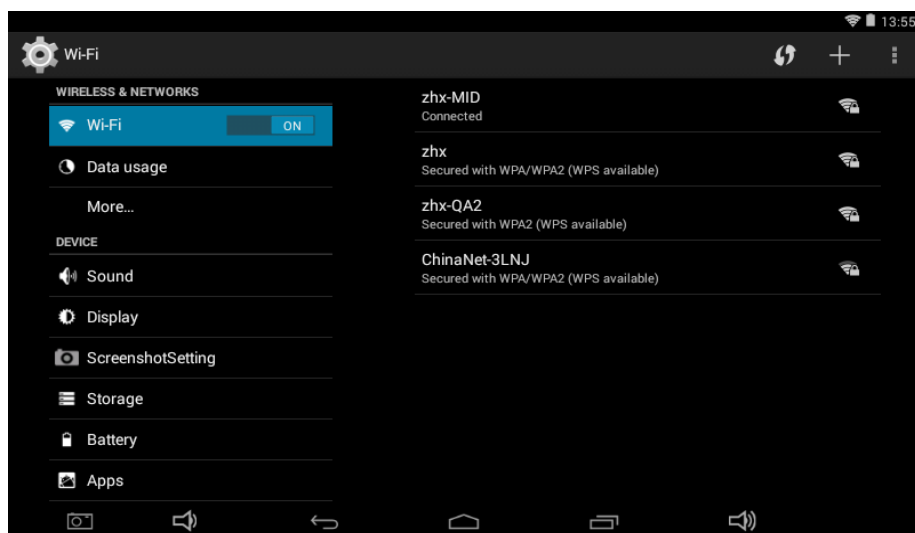 13:55
Wi-Fi
WIRELESS & NETWORKS
Wi-Fi ON
Data usage
More...
DEVICE
Sound
Display
ScreenshotSetting
Storage
Battery
Apps
zhx-MID
Connected
zhx
Secured with WPA/WPA2 (WPS available)
zhx-QA2
Secured with WPA2 (WPS available)
ChinaNet-3LNJ
Secured with WPA/WPA2 (WPS available)